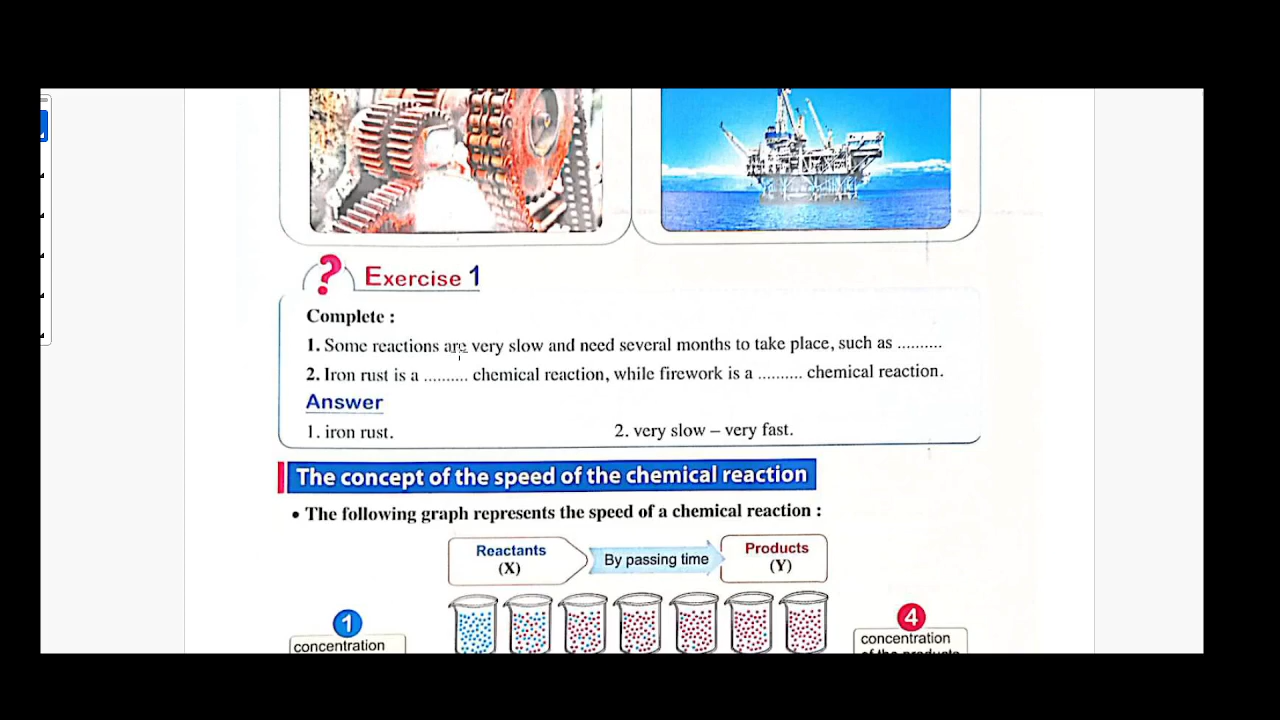 ? Exercise 1
Complete :
1. Some reactions are very slow and need several months to take place, such as ..........
2. Iron rust is a .......... chemical reaction, while firework is a .......... chemical reaction.
Answer
1. iron rust.
2. very slow – very fast.
The concept of the speed of the chemical reaction
• The following graph represents the speed of a chemical reaction :
Reactants
(X)
By passing time
Products
(Y)
1
concentration
4
concentration
of the products